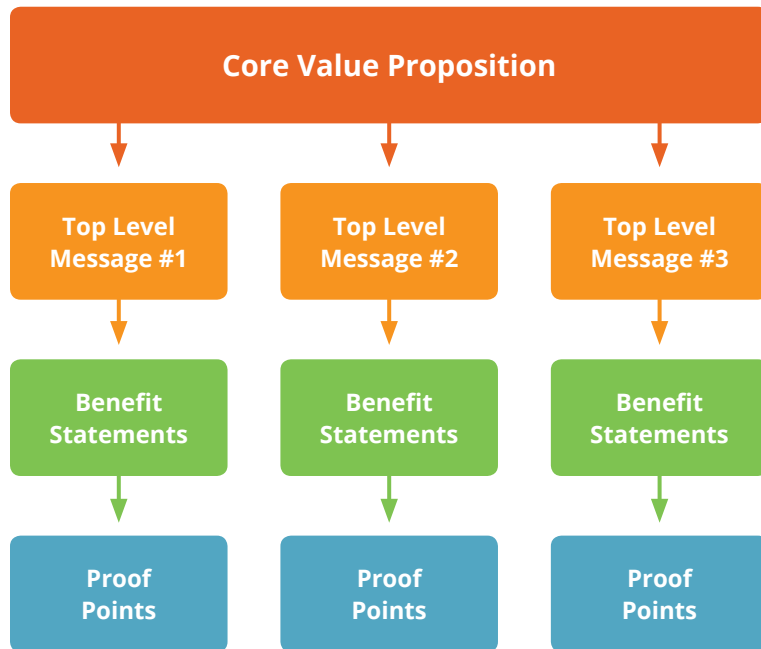 Core Value Proposition
Top Level
Message #1
Top Level
Message #2
Top Level
Message #3
Benefit
Statements
Benefit
Statements
Benefit
Statements
Proof
Points
Proof
Points
Proof
Points